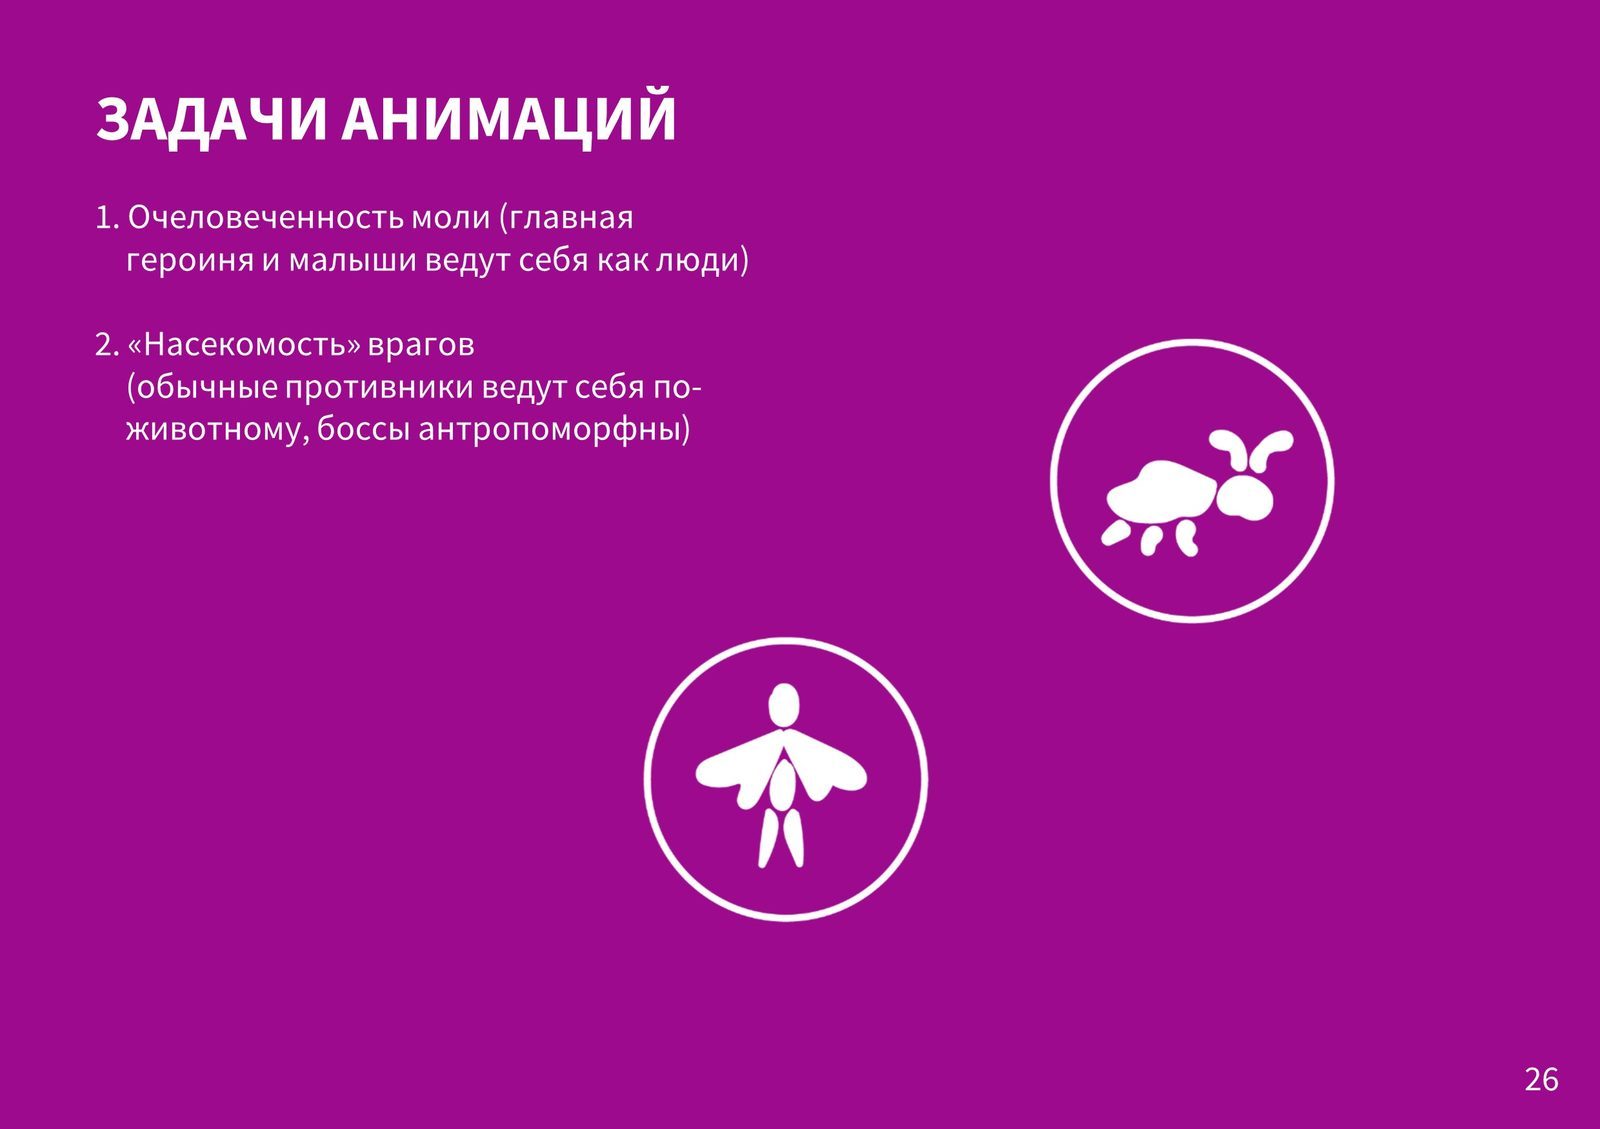 ЗАДАЧИ АНИМАЦИЙ
1. Очеловеченность моли (главная
героиня и малыши ведут себя как люди)
2. «Насекомость» врагов
(обычные противники ведут себя по-
животному, боссы антропоморфны)
26